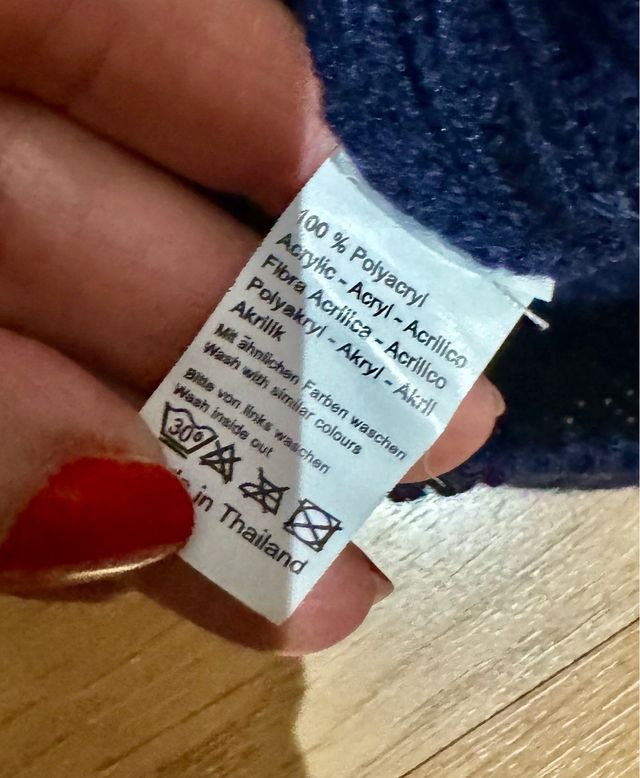 100 % Polyacryl
Acrylic - Acryl - Acrilico
Fibra Acrilica - Acrilico
Polyakryl - Akryl - Akril
Akrilik
Mit ähnlichen Farben waschen
Wash with similar colours
Bitte von links waschen
Wash inside out
30°
in Thailand